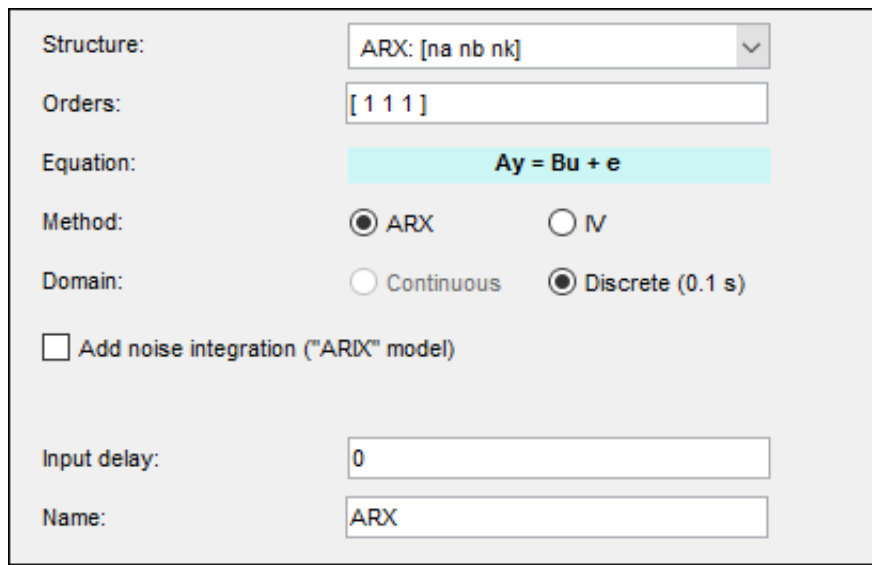 Structure: ARX: [na nb nk]
Orders: [ 1 1 1 ]
Equation: Ay = Bu + e
Method: ARX IV
Domain: Continuous Discrete (0.1 s)
Add noise integration ("ARIX" model)
Input delay: 0
Name: ARX